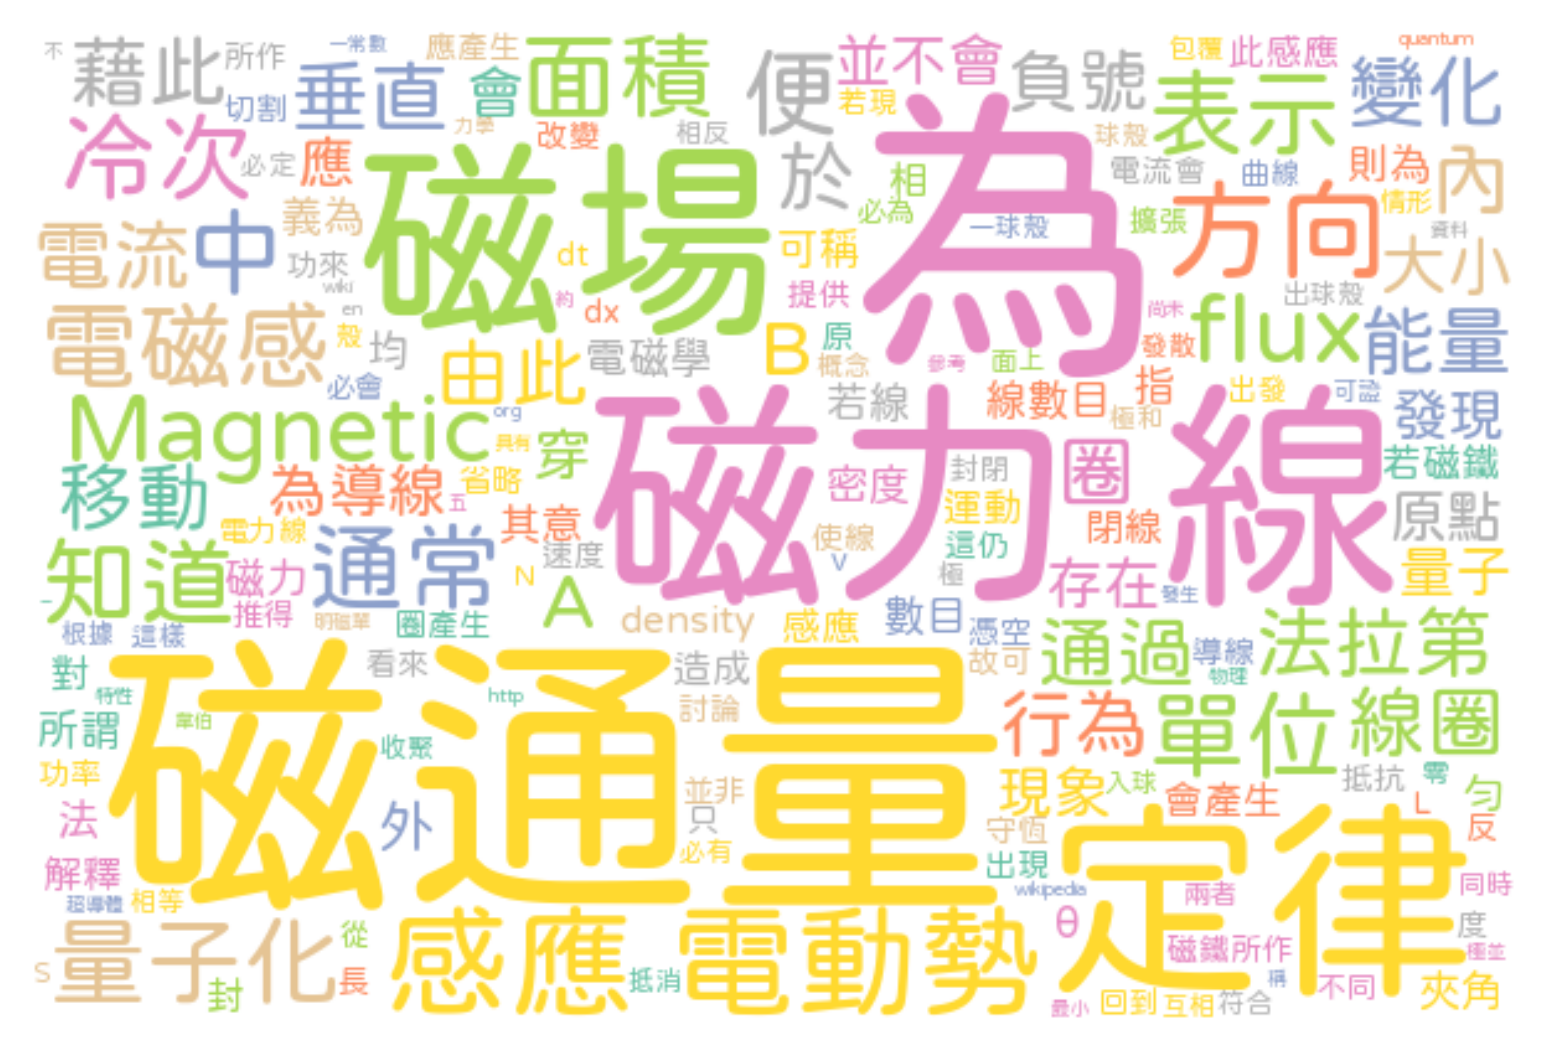 不
藉此
所作
一常數
應產生
面積
便
並不會
負號
包覆
此感應
quantum
切割
垂直
會
若現
表示
變化
冷次
必定
應
力學
改變
相反
磁場
於
為
球殼
電流會
曲線
則為
內
電流
中
義為
功來
wiki
dt
可稱
相
必為
一球殼
擴張
方向
情形
資料
大小
電磁感
en
殼
均
約
dx
提供
原
出球殼
尚未
flux
能量
必會
由此
電磁學
B
概念
參考
面上
發散
Magnetic
org
具有
穿
若線
線數目
極和
指
出發
可證
發現
移動
為導線
五
省略
磁力線
密度
封閉
圈
若磁鐵
電力線
其意
速度
使線
運動
這仍
閉線
原點
知道
磁力
通常
N
A
V
極
存在
發生
量子
推得
根據
這樣
明磁單
圈產生
density
感應
數目
憑空
通過
導線
法拉第
對
特性
看來
造成
故可
物理
所謂
韋伯
磁通量
http
討論
行為
單位
線圈
功率
收聚
並非
現象
入球
抵抗
零
法
外
只
守恆
會產生
L
勻
反
解釋
必有
出現
wikipedia
定律
同時
超導體
相等
兩者
θ
度
量子化
從
感應
電動勢
磁鐵所作
極並
S
封
長
抵消
最小
回到
互相
符合
稱
不同
夾角